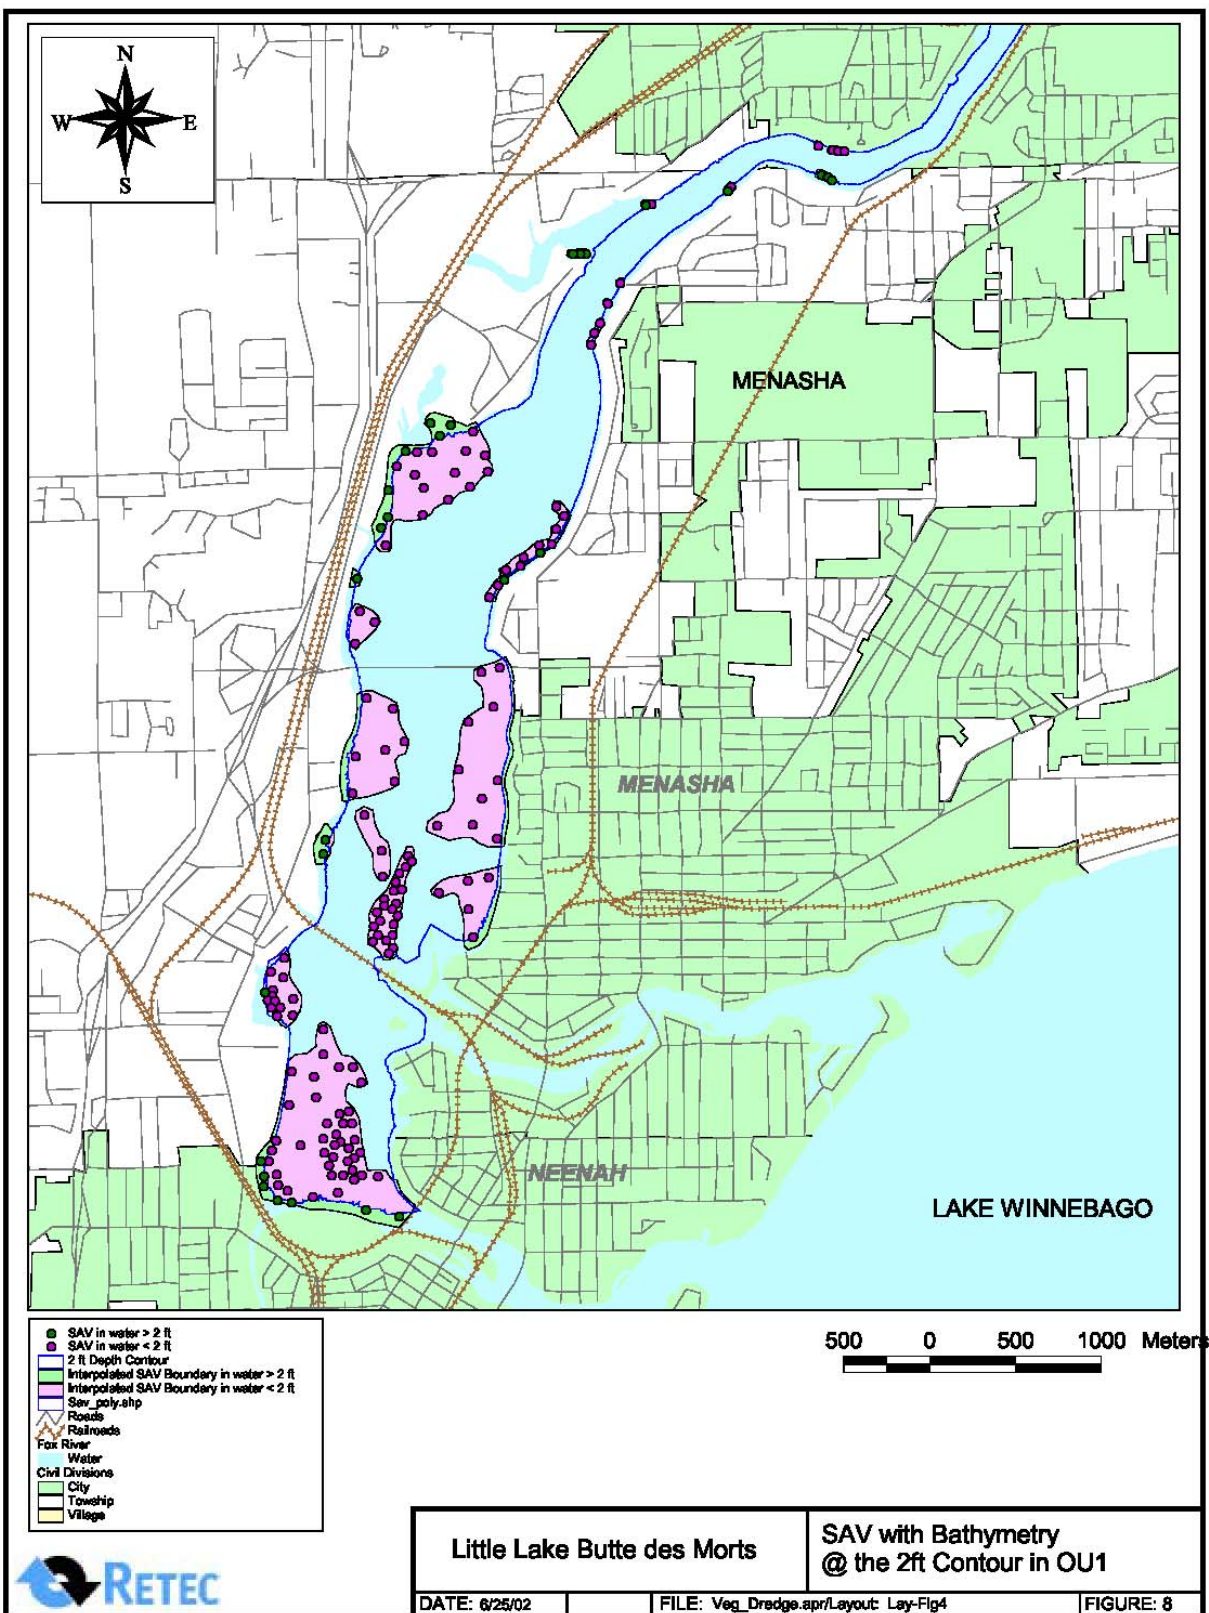 N
W E
S
MENASHA
MENASHA
NEENAH
LAKE WINNEBAGO
SAV in water > 2 ft
SAV in water < 2 ft
2 ft Depth Contour
Interpolated SAV Boundary in water > 2 ft
Interpolated SAV Boundary in water < 2 ft
Sav_poly.shp
Roads
Railroads
Fox River
Water
Civil Divisions
City
Towship
Village
500 0 500 1000 Meters
RETEC
Little Lake Butte des Morts
SAV with Bathymetry
@ the 2ft Contour in OU1
DATE: 6/25/02
FILE: Veg_Dredge.apr/Layout: Lay-Fig4
FIGURE: 8